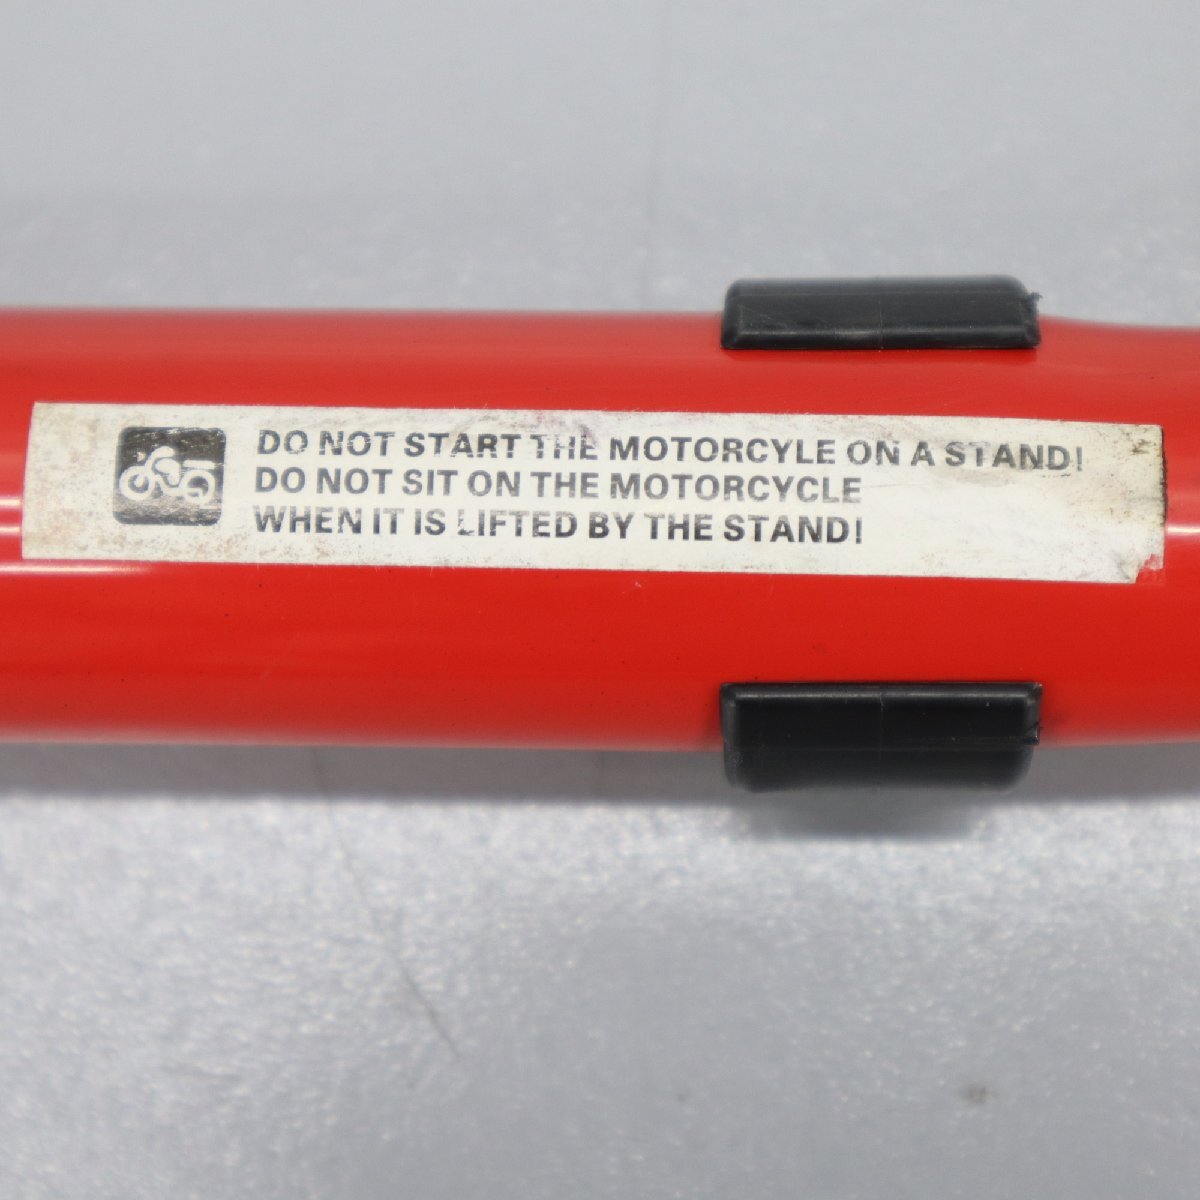 DO NOT START THE MOTORCYLE ON A STAND!
DO NOT SIT ON THE MOTORCYCLE
WHEN IT IS LIFTED BY THE STAND!